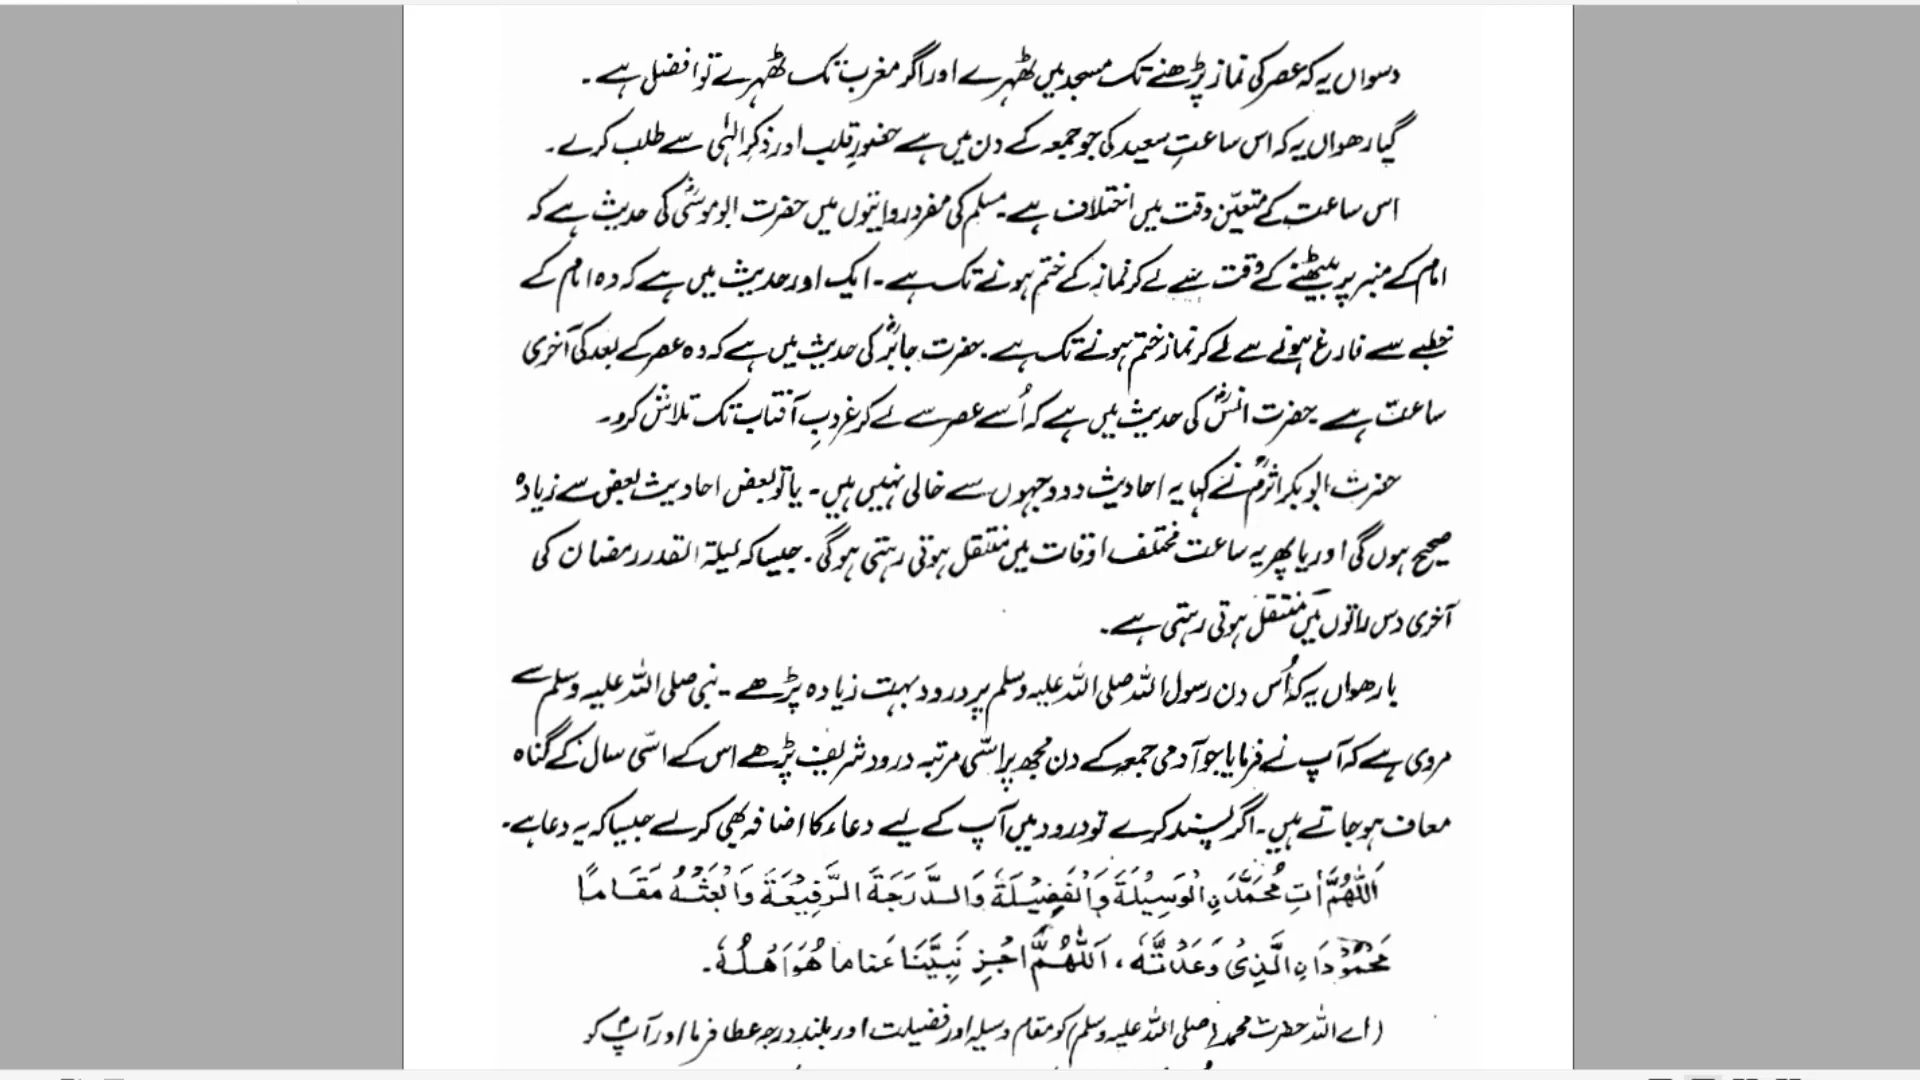 دسواں یہ کہ عصر کی نماز پڑھنے تک مسجد میں ٹھہرے اور اگر مغرب تک ٹھہرے تو افضل ہے۔
گیارھواں یہ کہ اس ساعتِ سعید کی جو جمعہ کے دن میں ہے حضورِ قلب اور ذکرِ الٰہی سے طلب کرے۔
اس ساعت کے متعیّن وقت میں اختلاف ہے۔ مسلم کی مفرد روایتوں میں حضرت ابو موسٰیؓ کی حدیث ہے کہ
امام کے منبر پر بیٹھنے کے وقت سے لے کر نماز کے ختم ہونے تک ہے۔ ایک اور حدیث میں ہے کہ وہ امام کے
خطبے سے فارغ ہونے سے لے کر نماز ختم ہونے تک ہے۔ حضرت جابرؓ کی حدیث میں ہے کہ وہ عصر کے بعد کی آخری
ساعت ہے۔ حضرت انسؓ کی حدیث میں ہے کہ اُسے عصر سے لے کر غروبِ آفتاب تک تلاش کرو۔
حضرت ابوبکر اثرمؒ نے کہا یہ احادیث دو وجہوں سے خالی نہیں ہیں۔ یا تو بعض احادیث بعض سے زیادہ
صحیح ہوں گی اور یا پھر یہ ساعت مختلف اوقات میں منتقل ہوتی رہتی ہوگی۔ جیسا کہ لیلۃ القدر رمضان کی
آخری دس راتوں میں منتقل ہوتی رہتی ہے۔
بارھواں یہ کہ اُس دن رسول اللہ صلی اللہ علیہ وسلم پر درود بہت زیادہ پڑھے۔ نبی صلی اللہ علیہ وسلم سے
مروی ہے کہ آپ نے فرمایا جو آدمی جمعہ کے دن مجھ پر اسّی مرتبہ درود شریف پڑھے اس کے اسّی سال کے گناہ
معاف ہو جاتے ہیں۔ اگر پسند کرے تو درود میں آپ کے لیے دعاء کا اضافہ بھی کر لے جیسا کہ یہ دعا ہے۔
اَللّٰهُمَّ اٰتِ مُحَمَّدَنِ الْوَسِیْلَةَ وَالْفَضِیْلَةَ وَالدَّرَجَةَ الرَّفِیْعَةَ وَابْعَثْهُ مَقَامًا
مَحْمُوْدَانِ الَّذِیْ وَعَدْتَّهٗ، اَللّٰهُمَّ اجْزِ نَبِیَّنَا عَنَا مَا هُوَ اَهْلُهٗ۔
(اے اللہ حضرت محمد (صلی اللہ علیہ وسلم) کو مقام وسیلہ اور فضیلت اور بلند درجہ عطا فرما اور آپؐ کو